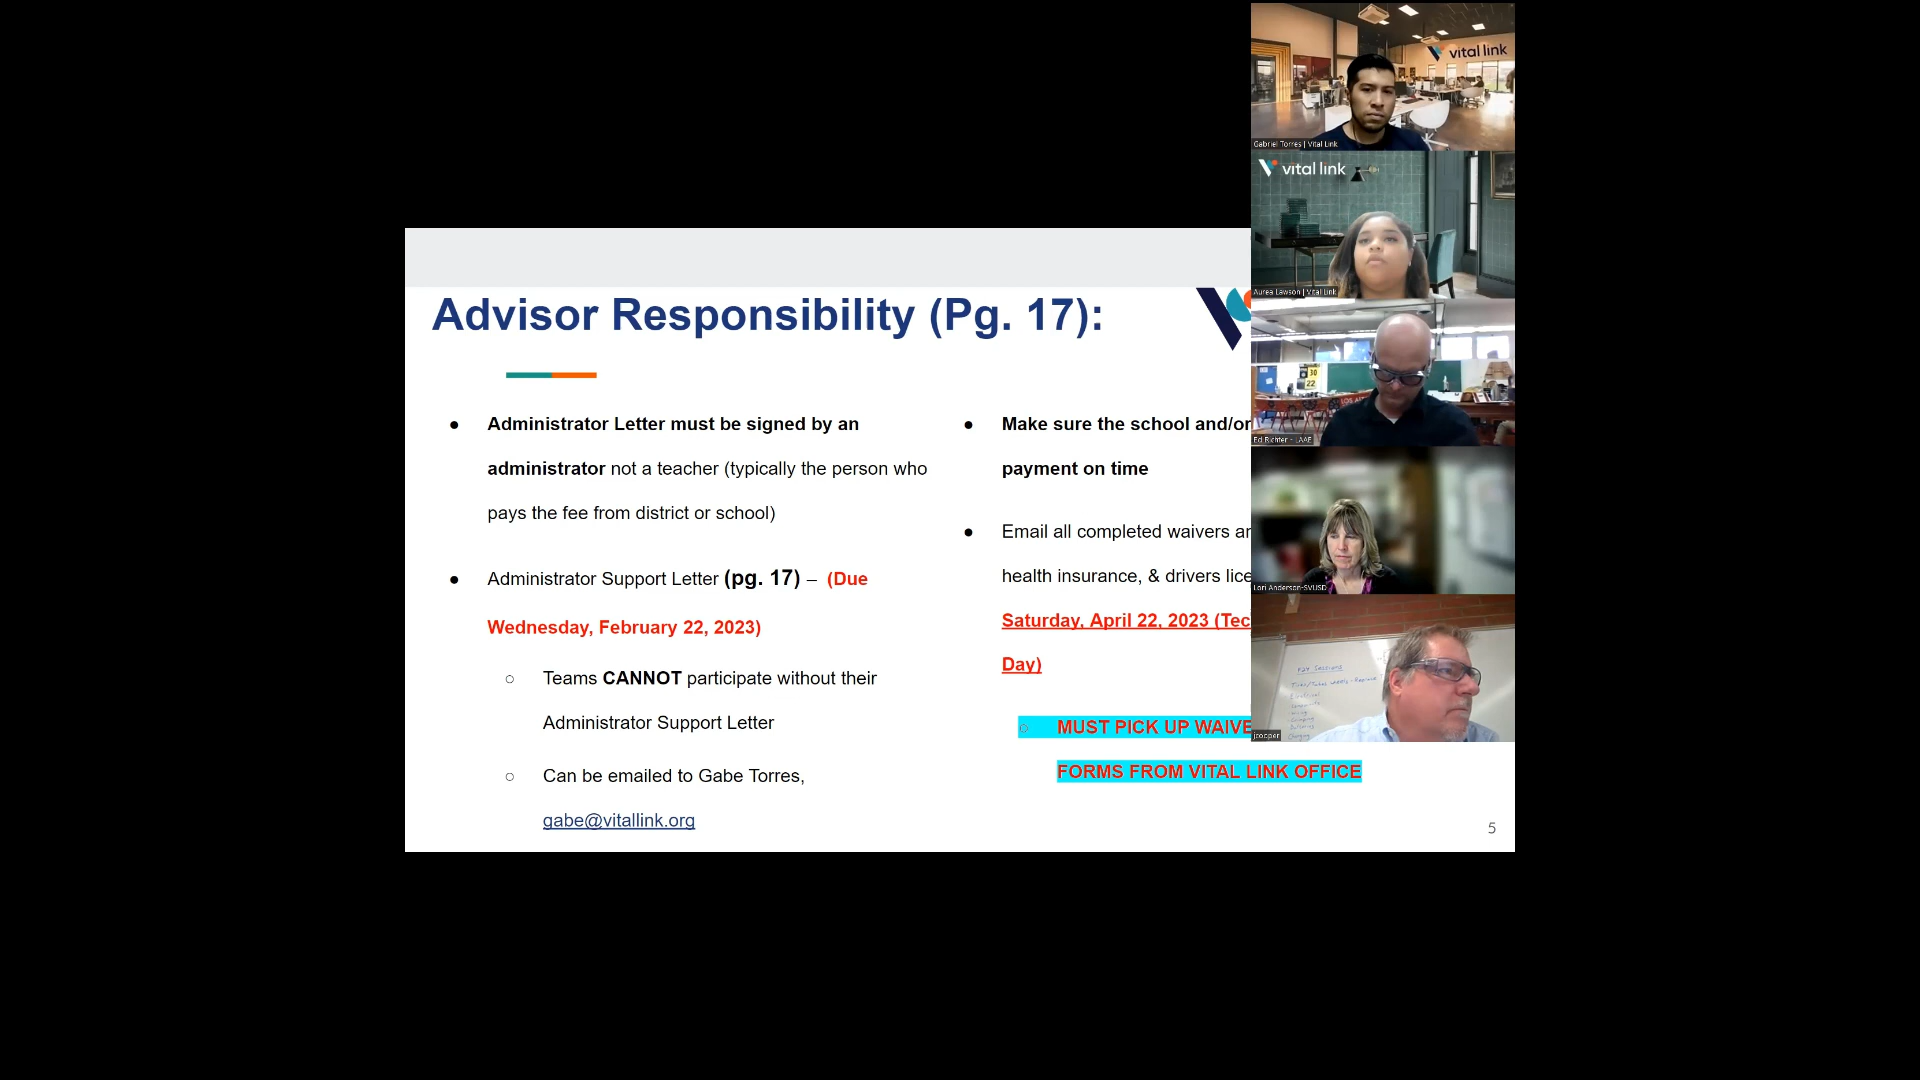 Advisor Responsibility (Pg. 17):
● Administrator Letter must be signed by an
administrator not a teacher (typically the person who
pays the fee from district or school)
● Administrator Support Letter (pg. 17) – (Due
Wednesday, February 22, 2023)
○ Teams CANNOT participate without their
Administrator Support Letter
○ Can be emailed to Gabe Torres,
gabe@vitallink.org
● Make sure the school and/or
payment on time
● Email all completed waivers
health insurance, & drivers
Saturday, April 22, 2023
Day)
○ MUST PICK UP
FORMS FROM VITAL LINK OFFICE
5
vital link
Gabriel Torres | Vital Link
vital link
Aurea Lawson | Vital Link
30
22
Ed Richter - LAAE
Lori Anderson-SVUSD
jcooper